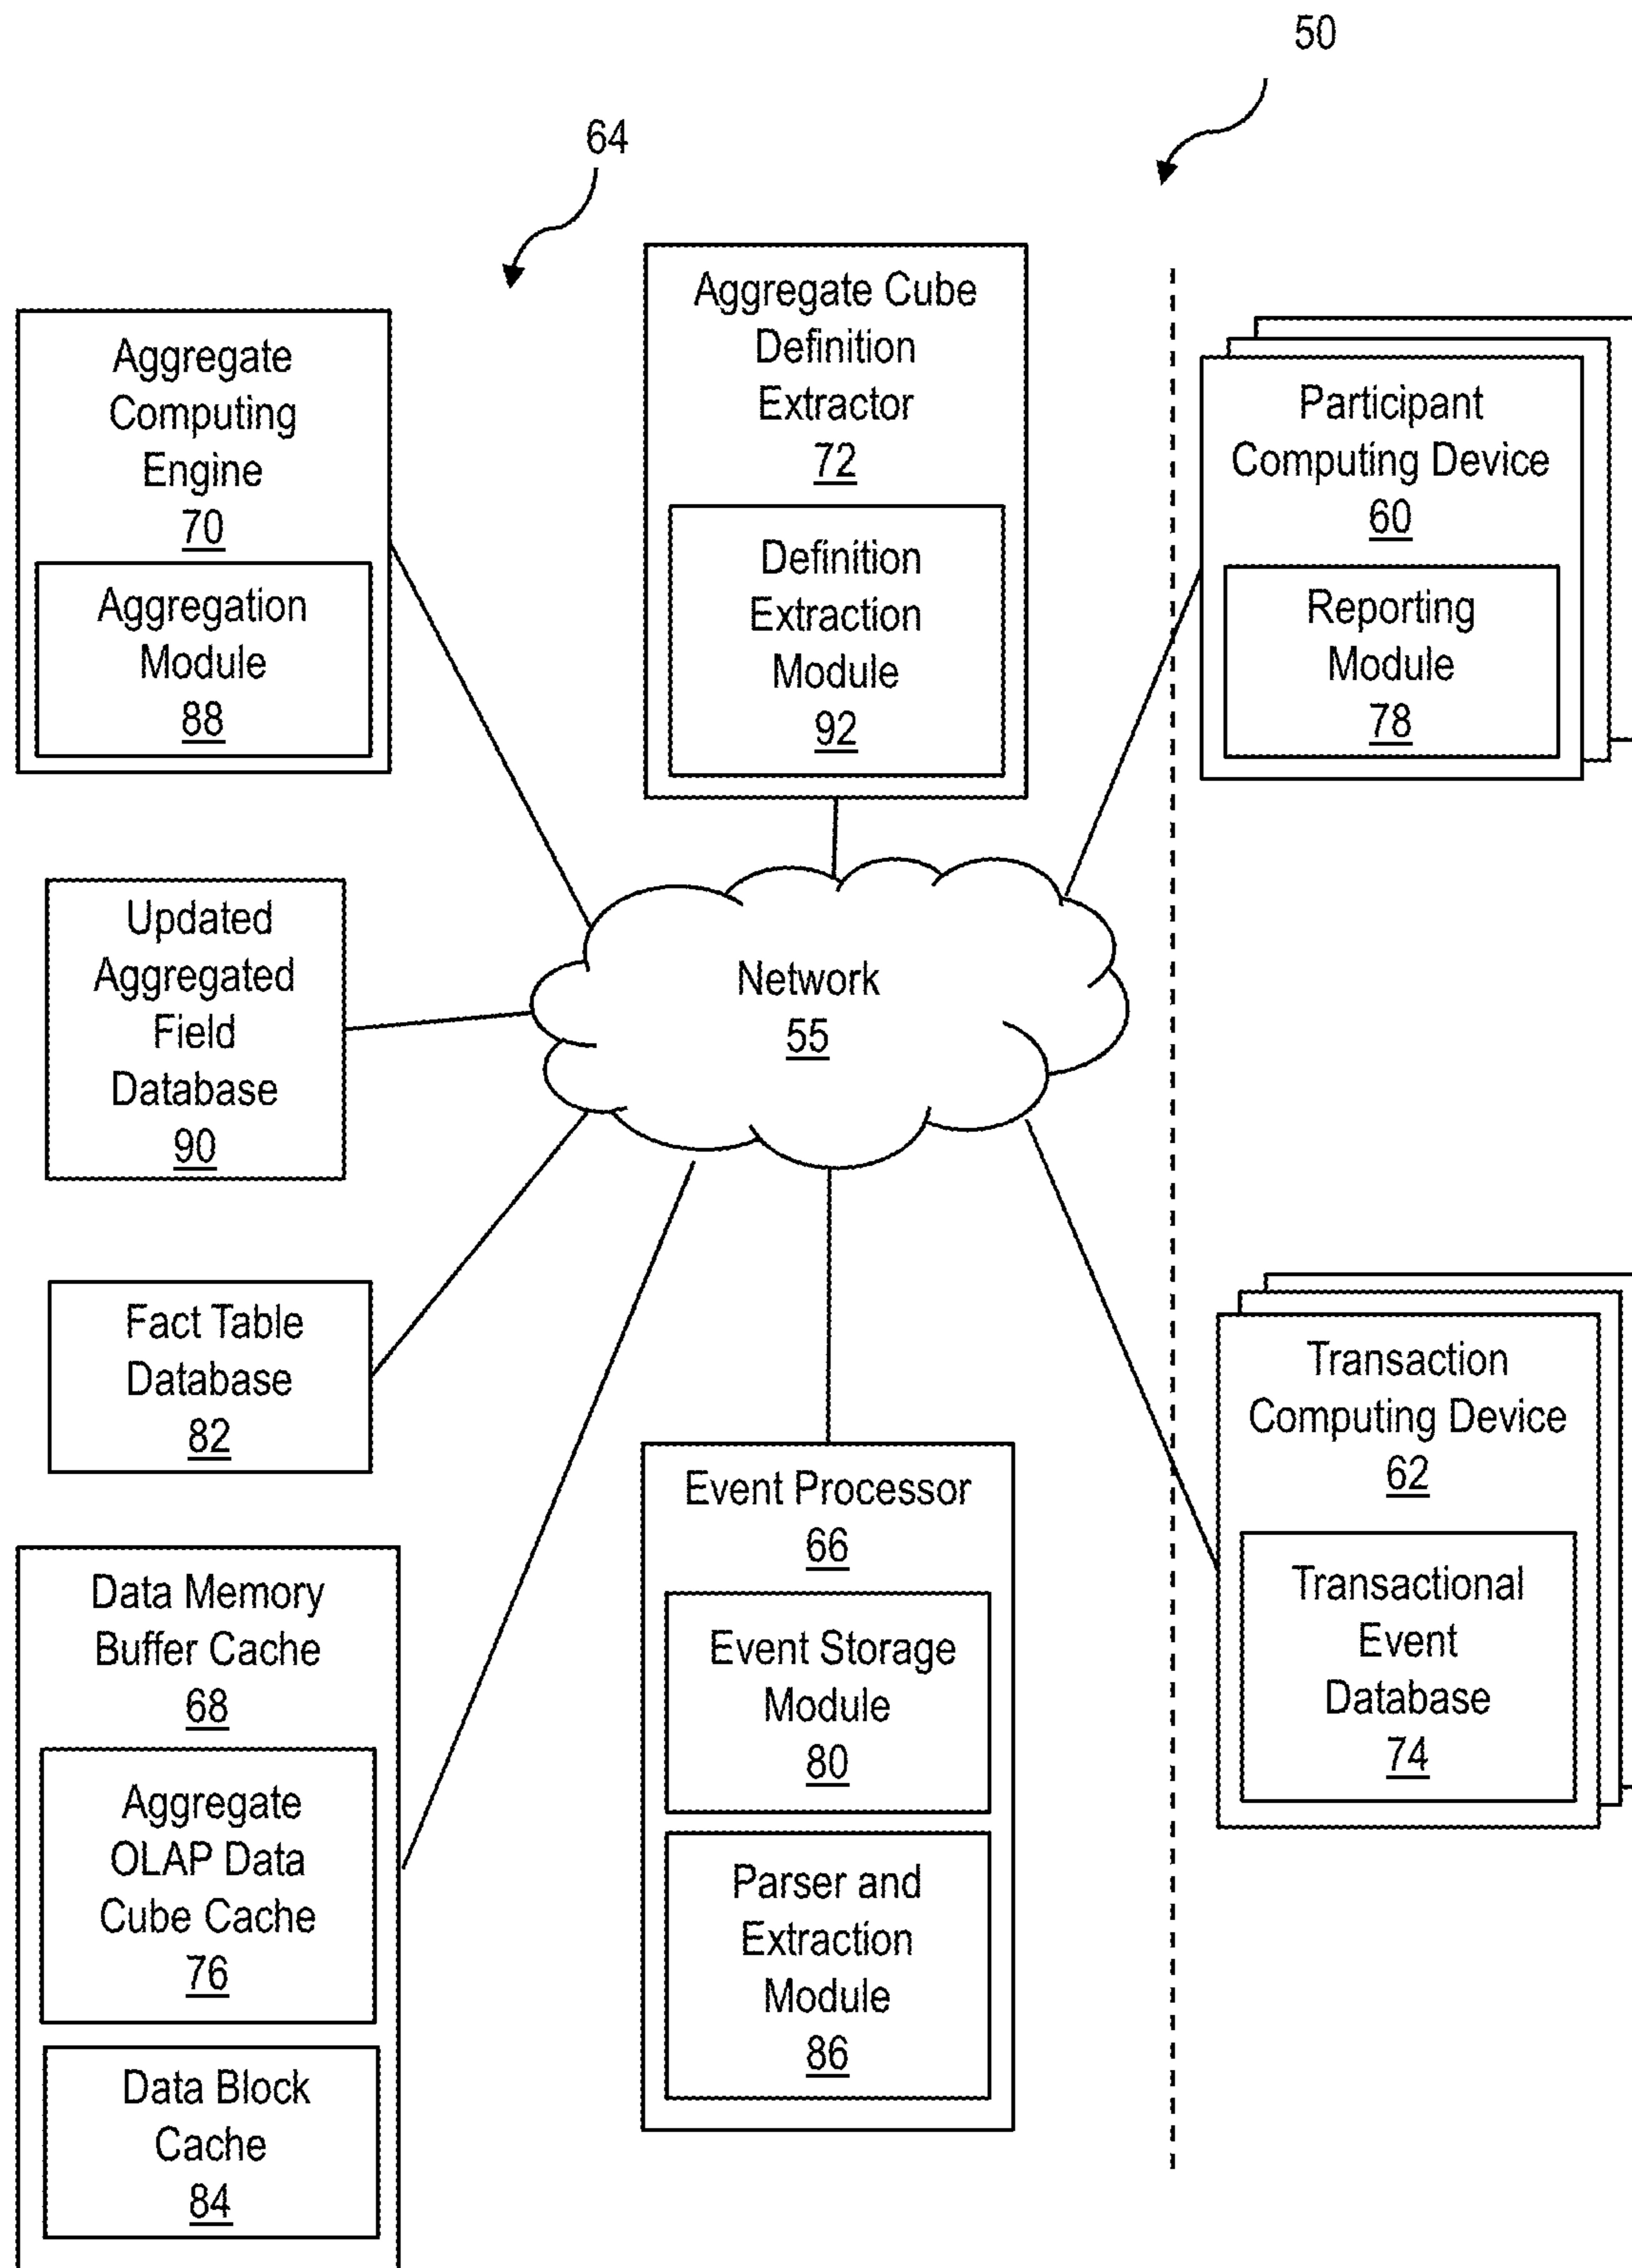 50
64
Aggregate
Computing
Engine
70
Aggregation
Module
88
Aggregate Cube
Definition
Extractor
72
Definition
Extraction
Module
92
Participant
Computing Device
60
Reporting
Module
78
Updated
Aggregated
Field
Database
90
Network
55
Fact Table
Database
82
Data Memory
Buffer Cache
68
Aggregate
OLAP Data
Cube Cache
76
Data Block
Cache
84
Event Processor
66
Event Storage
Module
80
Parser and
Extraction
Module
86
Transaction
Computing Device
62
Transactional
Event
Database
74